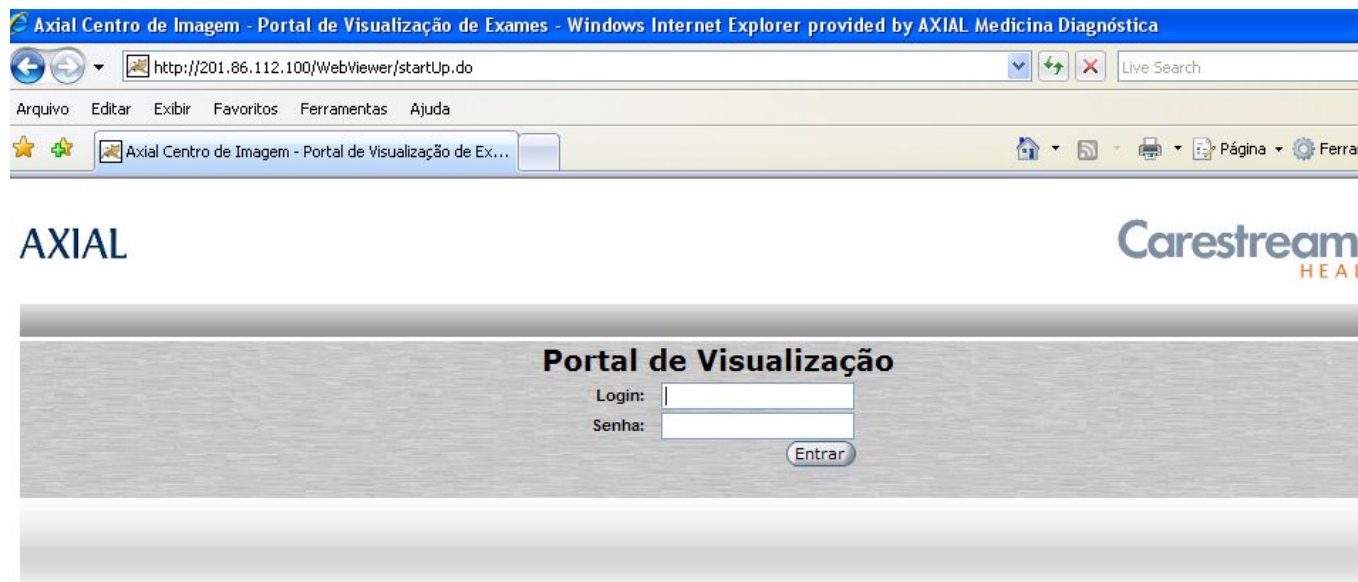 Axial Centro de Imagem - Portal de Visualização de Exames - Windows Internet Explorer provided by AXIAL Medicina Diagnóstica
http://201.86.112.100/WebViewer/startUp.do
Live Search
Arquivo Editar Exibir Favoritos Ferramentas Ajuda
Axial Centro de Imagem - Portal de Visualização de Ex...
Página
AXIAL
Carestream
Portal de Visualização
Login:
Senha:
Entrar